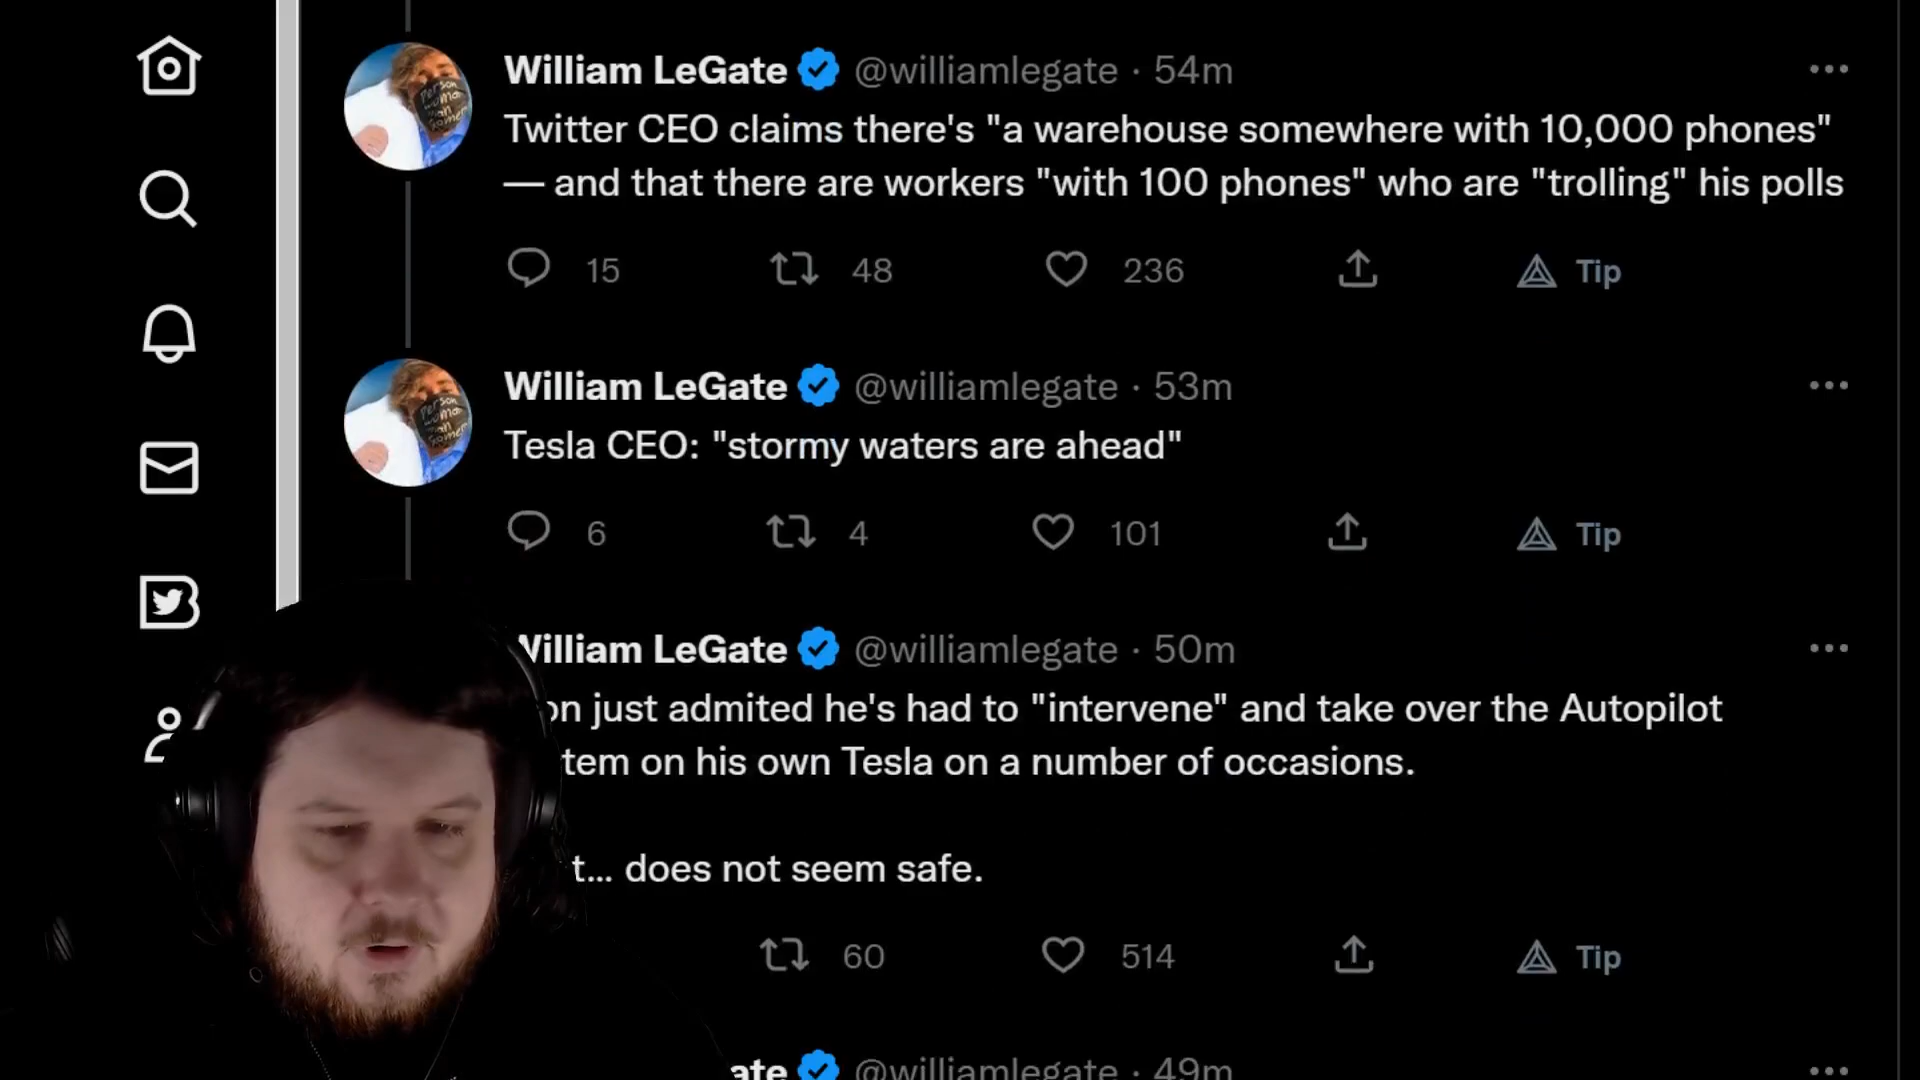 William LeGate @williamlegate · 54m
Twitter CEO claims there's "a warehouse somewhere with 10,000 phones"
— and that there are workers "with 100 phones" who are "trolling" his polls
15 48 236 Tip
William LeGate @williamlegate · 53m
Tesla CEO: "stormy waters are ahead"
6 4 101 Tip
William LeGate @williamlegate · 50m
on just admited he's had to "intervene" and take over the Autopilot
tem on his own Tesla on a number of occasions.
t... does not seem safe.
60 514 Tip
ate @williamlegate · 49m